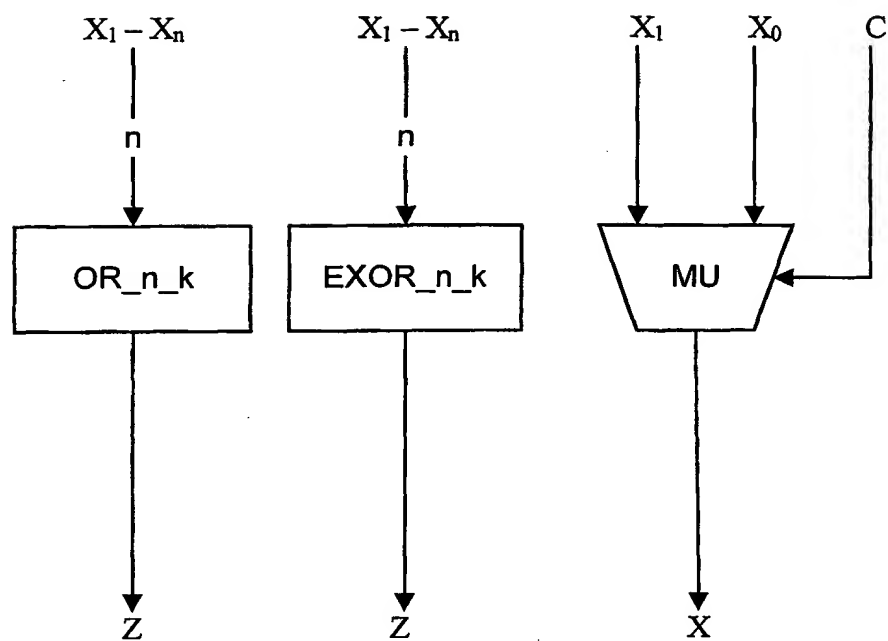 X₁ – Xₙ X₁ – Xₙ X₁ X₀ C
n n
OR_n_k EXOR_n_k MU
Z Z X